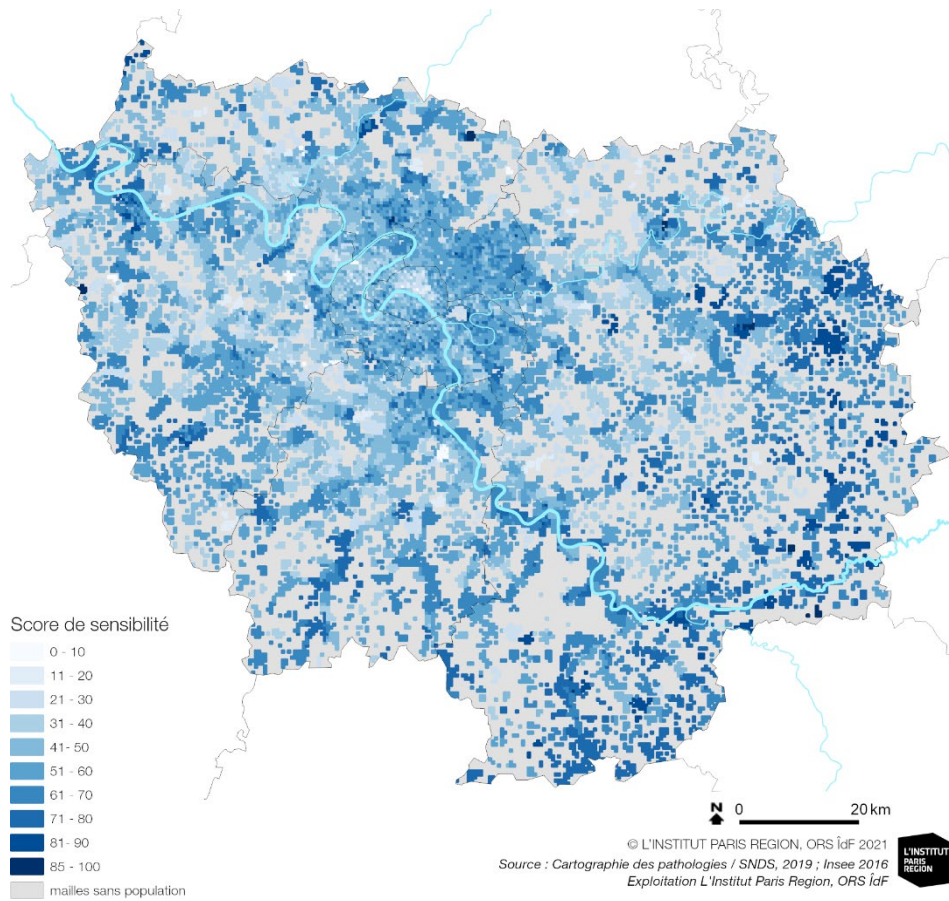 Score de sensibilité
0 - 10
11 - 20
21 - 30
31 - 40
41- 50
51 - 60
61 - 70
71 - 80
81- 90
85 - 100
mailles sans population
N 0 20 km
© L'INSTITUT PARIS REGION, ORS ÎdF 2021
Source : Cartographie des pathologies / SNDS, 2019 ; Insee 2016
Exploitation L'Institut Paris Region, ORS ÎdF
L'INSTITUT
PARIS
REGION